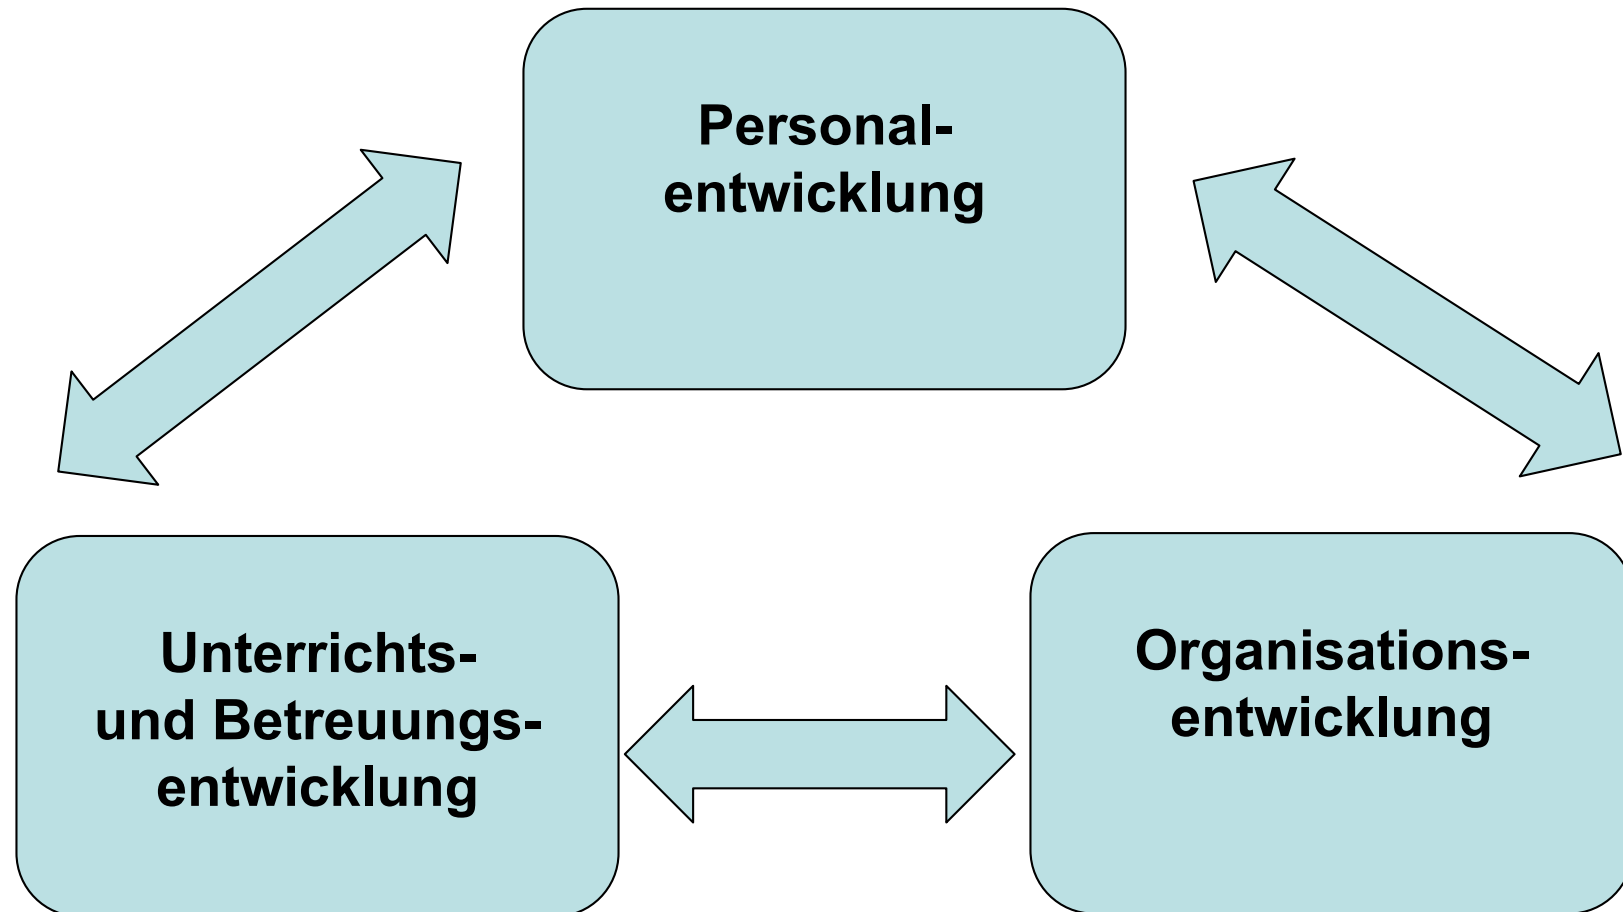 Personal-
entwicklung
Unterrichts-
und Betreuungs-
entwicklung
Organisations-
entwicklung